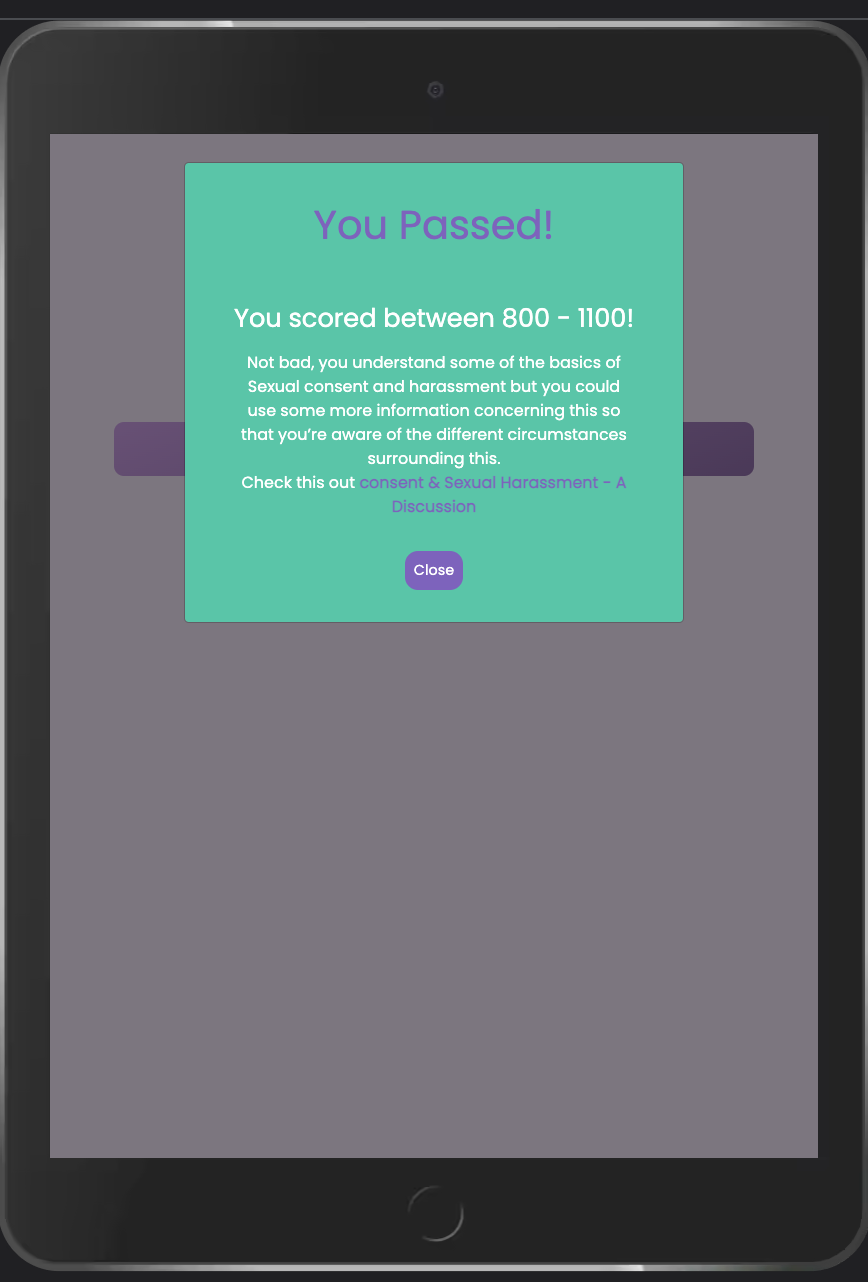 You Passed!
You scored between 800 - 1100!
Not bad, you understand some of the basics of
Sexual consent and harassment but you could
use some more information concerning this so
that you’re aware of the different circumstances
surrounding this.
Check this out consent & Sexual Harassment - A
Discussion
Close